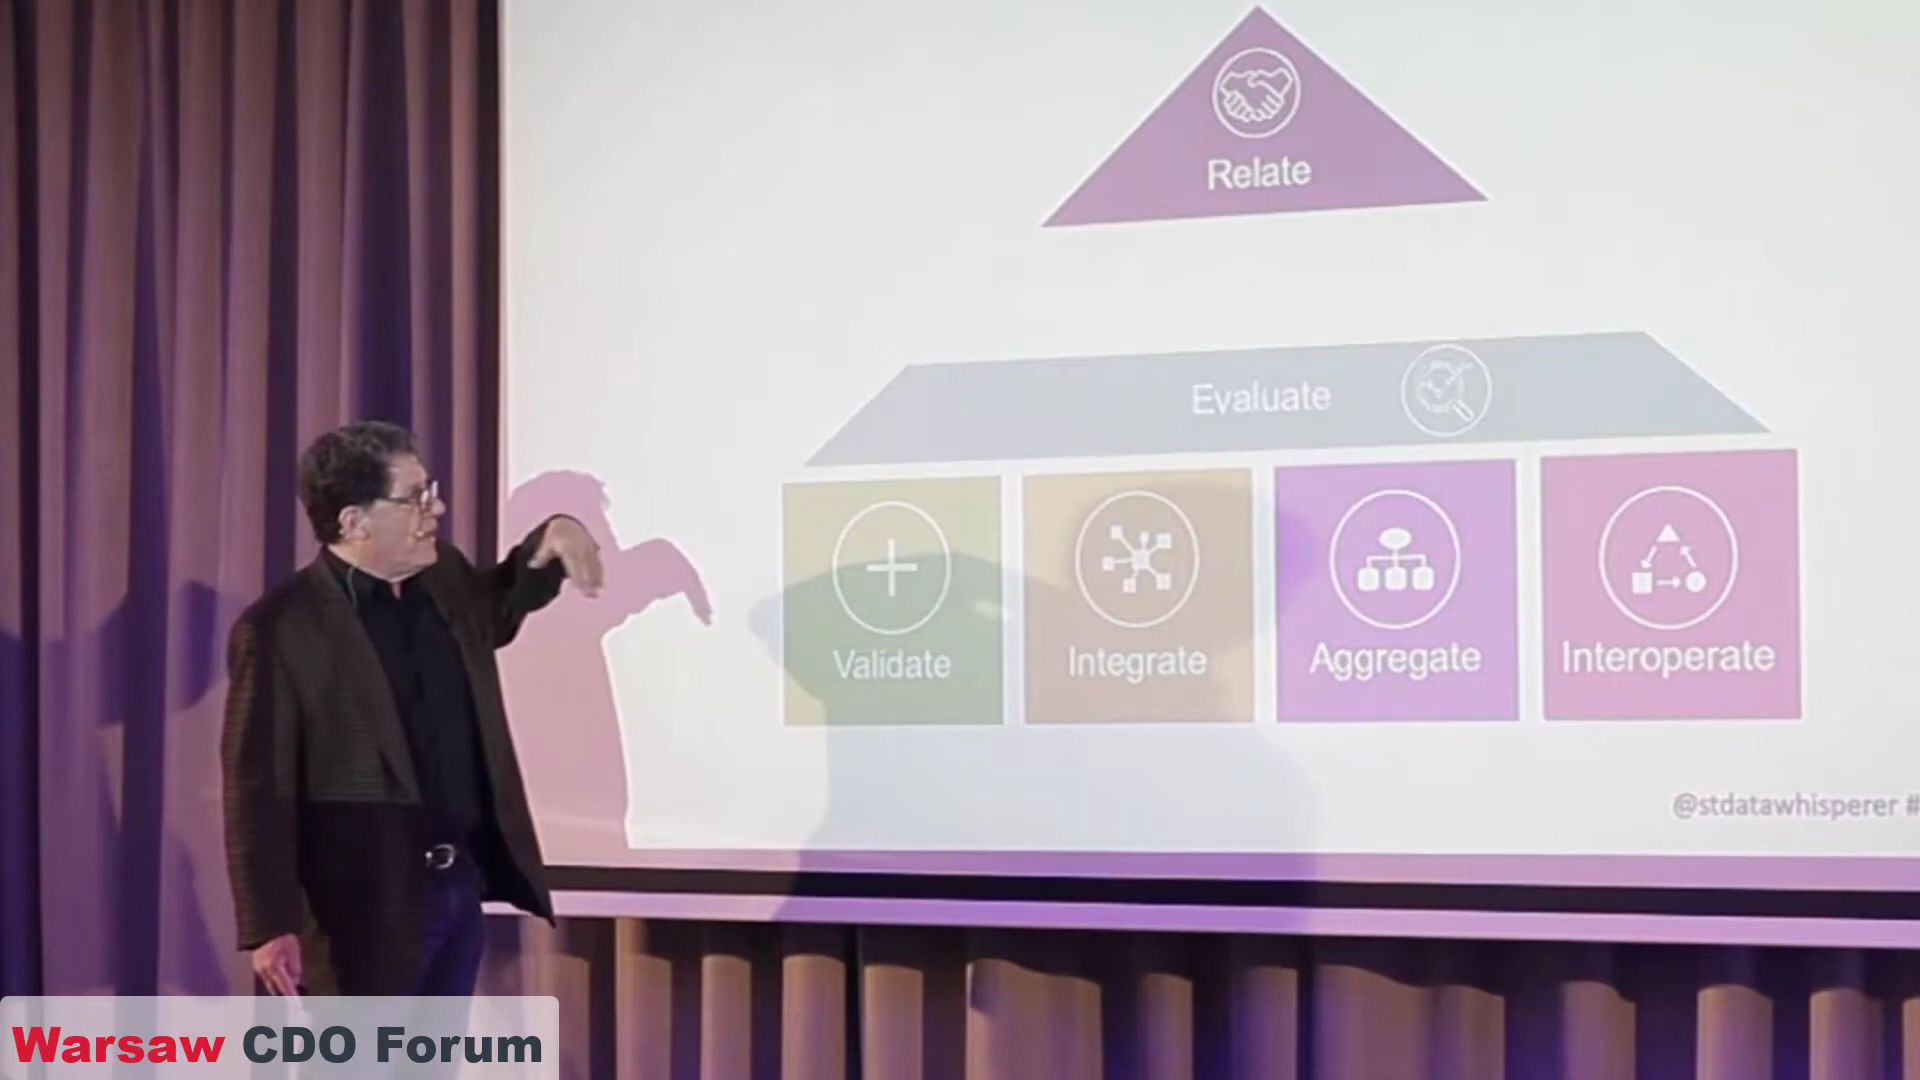 Relate
Evaluate
Validate
Integrate
Aggregate
Interoperate
@stdatawhisperer #
Warsaw CDO Forum